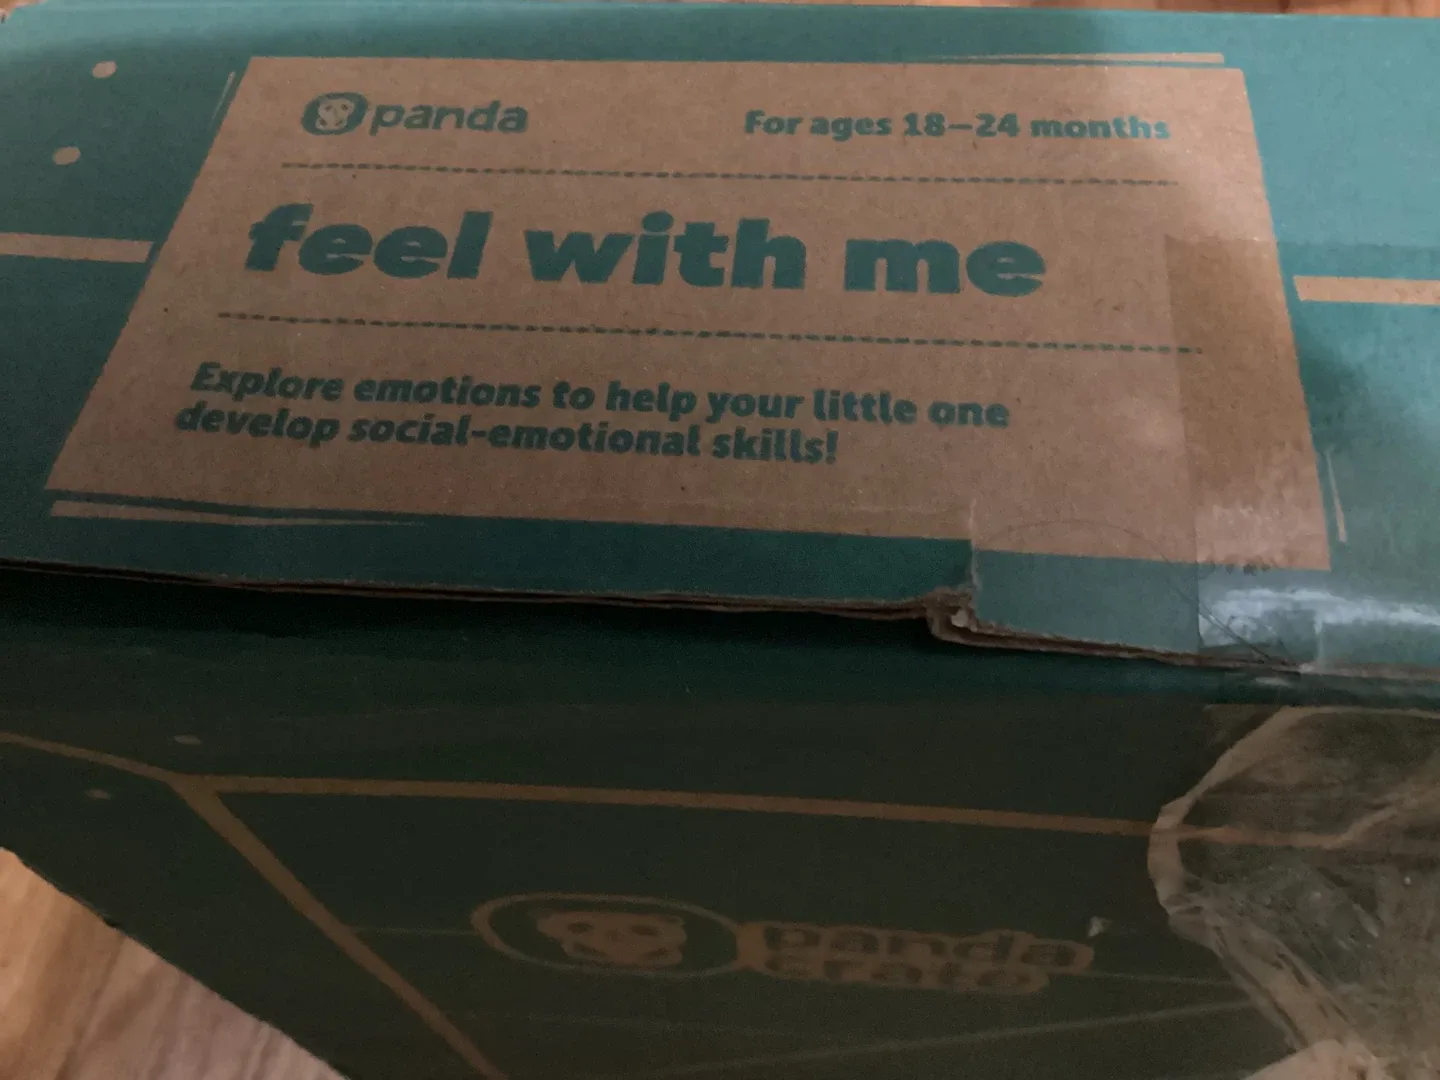 panda
For ages 18–24 months
feel with me
Explore emotions to help your little one
develop social-emotional skills!
panda
crate